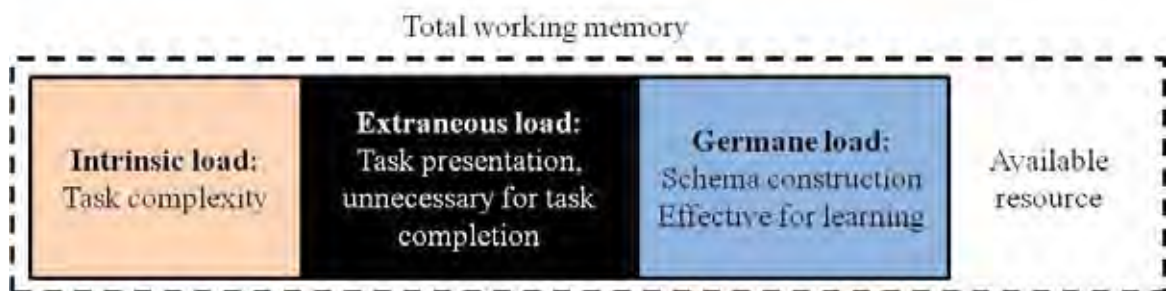 Total working memory
Intrinsic load:
Task complexity
Extraneous load:
Task presentation,
unnecessary for task
completion
Germane load:
Schema construction
Effective for learning
Available
resource